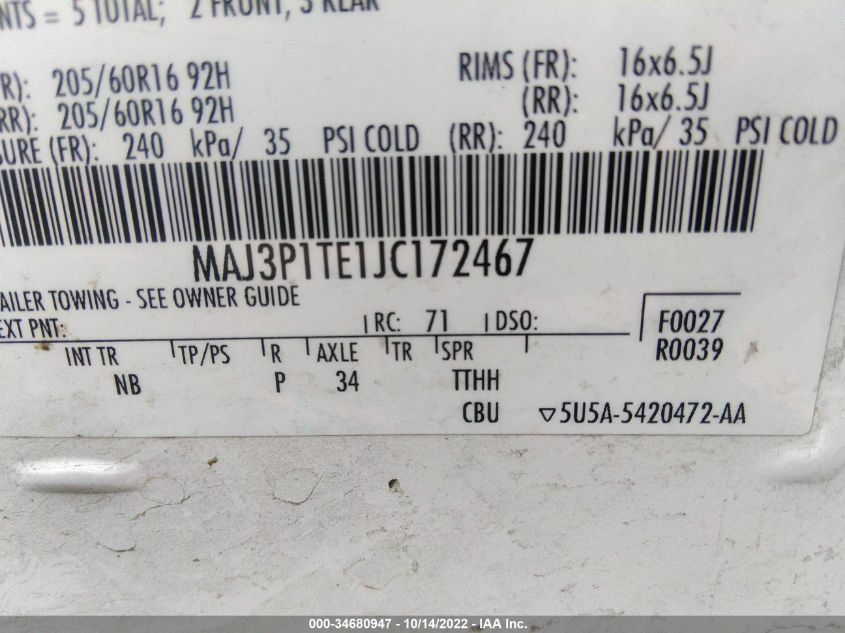 NTS = 5 TOTAL; 2 FRONT, 3 REAR
R): 205/60R16 92H RIMS (FR): 16x6.5J
RR): 205/60R16 92H (RR): 16x6.5J
SURE (FR): 240 kPa/ 35 PSI COLD (RR): 240 kPa/ 35 PSI COLD
MAJ3P1TE1JC172467
AILER TOWING - SEE OWNER GUIDE
EXT PNT: RC: 71 DSO: F0027
R0039
INT TR TP/PS R AXLE TR SPR
NB P 34 TTHH
CBU ▽5U5A-5420472-AA
000-34680947 - 10/14/2022 - IAA Inc.